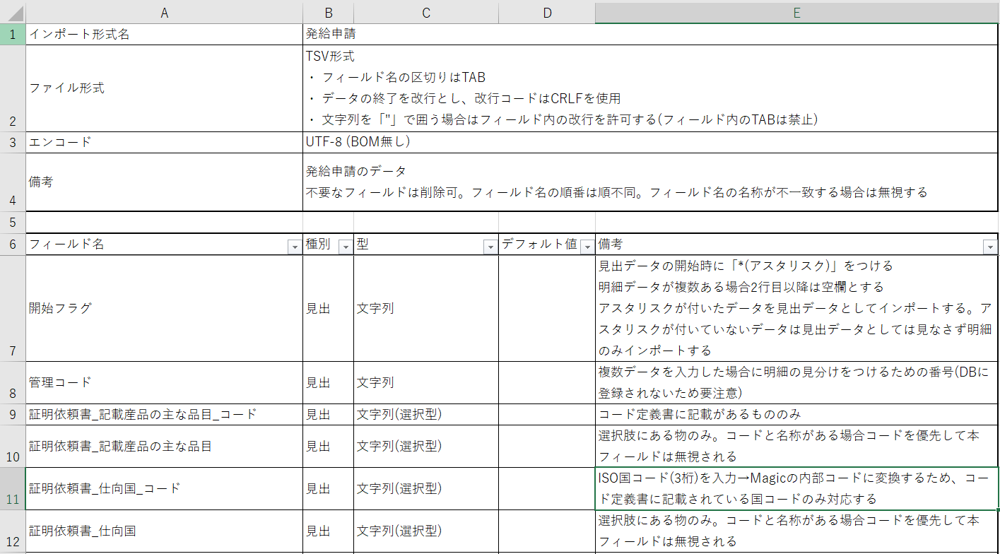 A B C D E
1 インポート形式名 発給申請
2 ファイル形式 TSV形式
・ フィールド名の区切りはTAB
・ データの終了を改行とし、改行コードはCRLFを使用
・ 文字列を「"」で囲う場合はフィールド内の改行を許可する(フィールド内のTABは禁止)
3 エンコード UTF-8 (BOM無し)
4 備考 発給申請のデータ
不要なフィールドは削除可。フィールド名の順番は順不同。フィールド名の名称が不一致する場合は無視する
5
6 フィールド名 種別 型 デフォルト値 備考
7 開始フラグ 見出 文字列 見出データの開始時に「*(アスタリスク)」をつける
明細データが複数ある場合2行目以降は空欄とする
アスタリスクが付いたデータを見出データとしてインポートする。ア
スタリスクが付いていないデータは見出データとしては見なさず明細
のみインポートする
8 管理コード 見出 文字列 複数データを入力した場合に明細の見分けをつけるための番号(DBに
登録されないため要注意)
9 証明依頼書_記載産品の主な品目_コード 見出 文字列(選択型) コード定義書に記載があるもののみ
10 証明依頼書_記載産品の主な品目 見出 文字列(選択型) 選択肢にある物のみ。コードと名称がある場合コードを優先して本
フィールドは無視される
11 証明依頼書_仕向国_コード 見出 文字列(選択型) ISO国コード(3桁)を入力→Magicの内部コードに変換するため、コー
ド定義書に記載されている国コードのみ対応する
12 証明依頼書_仕向国 見出 文字列(選択型) 選択肢にある物のみ。コードと名称がある場合コードを優先して本
フィールドは無視される